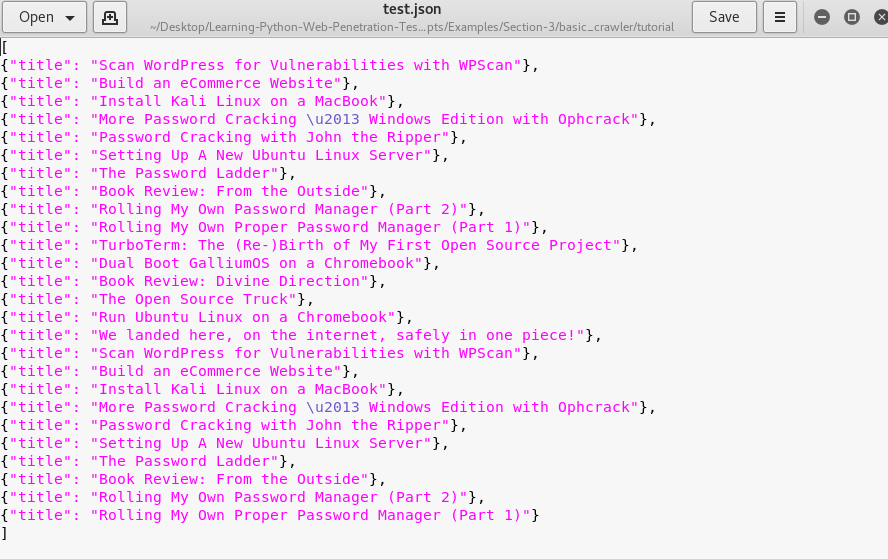 Open
test.json
~/Desktop/Learning-Python-Web-Penetration-Tes...pts/Examples/Section-3/basic_crawler/tutorial
Save
[
{"title": "Scan WordPress for Vulnerabilities with WPScan"},
{"title": "Build an eCommerce Website"},
{"title": "Install Kali Linux on a MacBook"},
{"title": "More Password Cracking \u2013 Windows Edition with Ophcrack"},
{"title": "Password Cracking with John the Ripper"},
{"title": "Setting Up A New Ubuntu Linux Server"},
{"title": "The Password Ladder"},
{"title": "Book Review: From the Outside"},
{"title": "Rolling My Own Password Manager (Part 2)"},
{"title": "Rolling My Own Proper Password Manager (Part 1)"},
{"title": "TurboTerm: The (Re-)Birth of My First Open Source Project"},
{"title": "Dual Boot GalliumOS on a Chromebook"},
{"title": "Book Review: Divine Direction"},
{"title": "The Open Source Truck"},
{"title": "Run Ubuntu Linux on a Chromebook"},
{"title": "We landed here, on the internet, safely in one piece!"},
{"title": "Scan WordPress for Vulnerabilities with WPScan"},
{"title": "Build an eCommerce Website"},
{"title": "Install Kali Linux on a MacBook"},
{"title": "More Password Cracking \u2013 Windows Edition with Ophcrack"},
{"title": "Password Cracking with John the Ripper"},
{"title": "Setting Up A New Ubuntu Linux Server"},
{"title": "The Password Ladder"},
{"title": "Book Review: From the Outside"},
{"title": "Rolling My Own Password Manager (Part 2)"},
{"title": "Rolling My Own Proper Password Manager (Part 1)"}
]